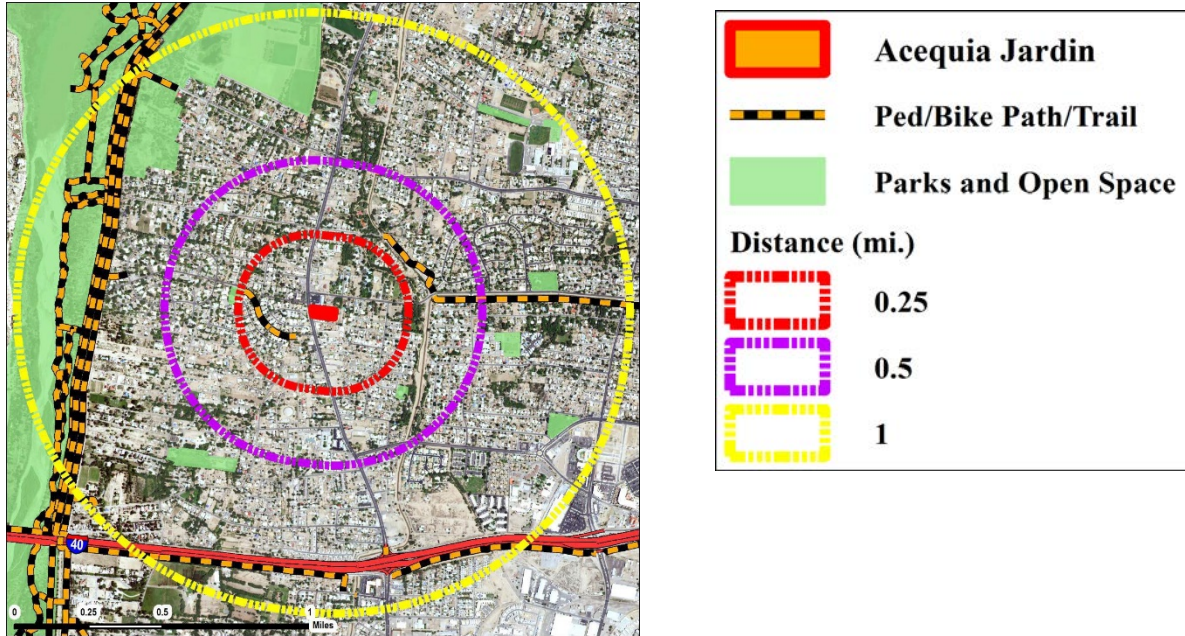 40
0 0.25 0.5 1
Miles
Acequia Jardin
Ped/Bike Path/Trail
Parks and Open Space
Distance (mi.)
0.25
0.5
1